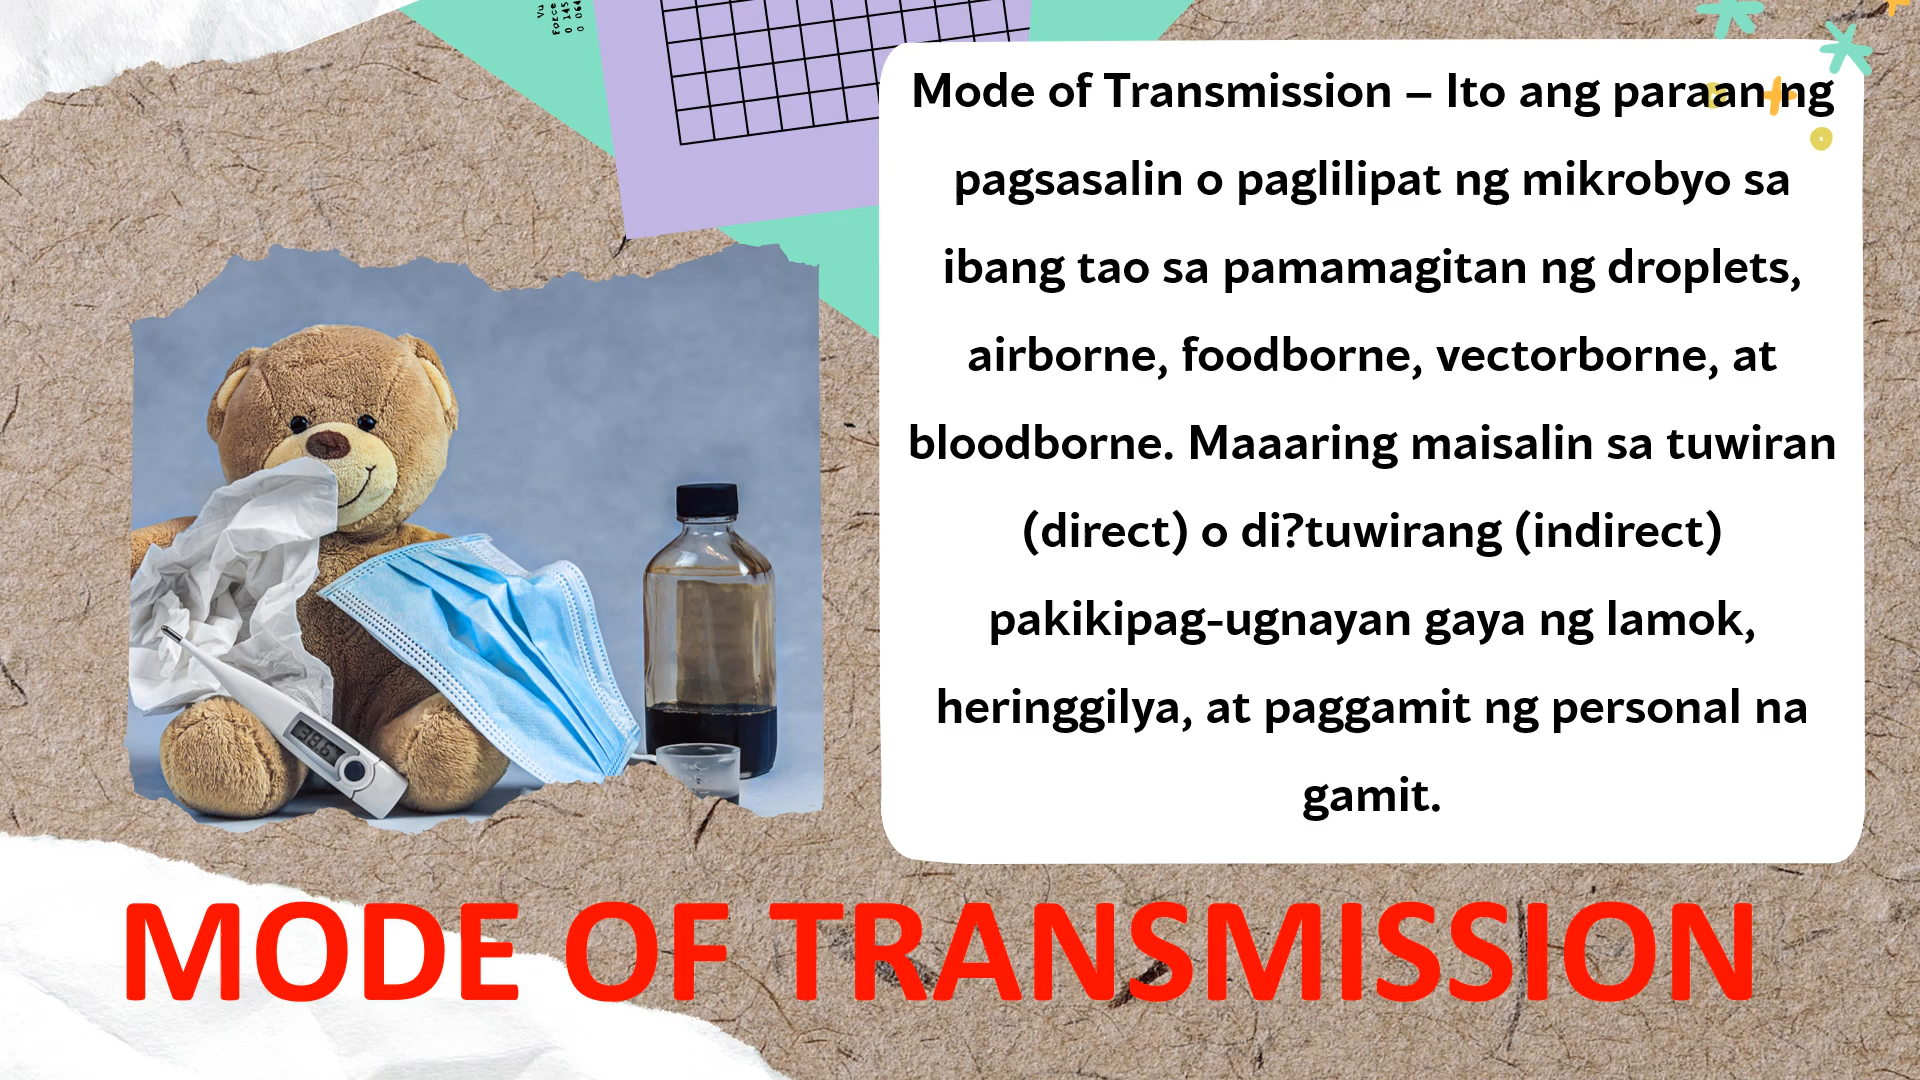 Mode of Transmission – Ito ang paraan ng
pagsasalin o paglilipat ng mikrobyo sa
ibang tao sa pamamagitan ng droplets,
airborne, foodborne, vectorborne, at
bloodborne. Maaaring maisalin sa tuwiran
(direct) o di?tuwirang (indirect)
pakikipag-ugnayan gaya ng lamok,
heringgilya, at paggamit ng personal na
gamit.
38.6
MODE OF TRANSMISSION